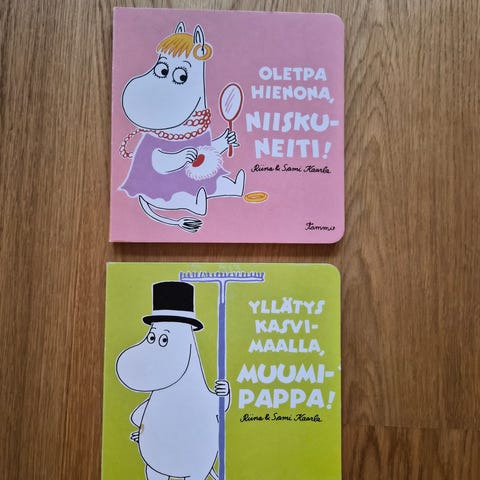 OLETPA
HIENONA,
NIISKU-
NEITI!
Riina & Sami Kaarla
Tammi
YLLÄTYS
KASVI-
MAALLA,
MUUMI-
PAPPA!
Riina & Sami Kaarla